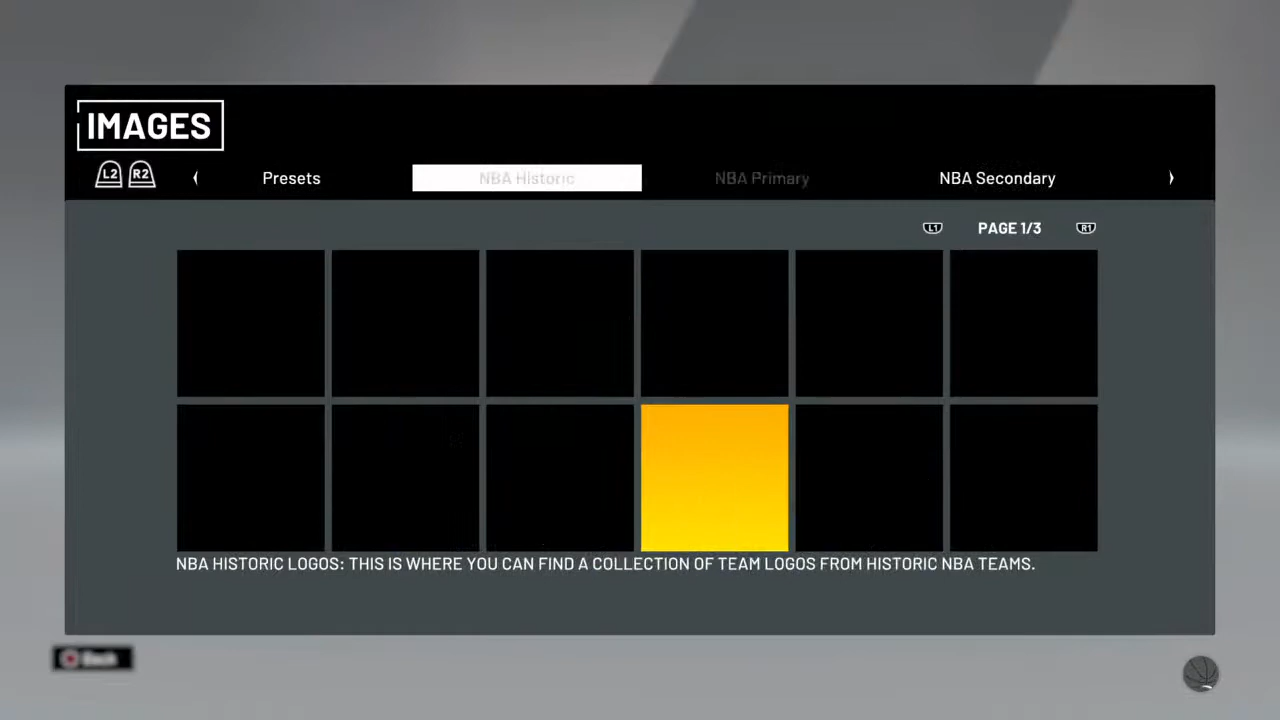 IMAGES
L2 R2 Presets NBA Historic NBA Primary NBA Secondary
L1 PAGE 1/3 R1
NBA HISTORIC LOGOS: THIS IS WHERE YOU CAN FIND A COLLECTION OF TEAM LOGOS FROM HISTORIC NBA TEAMS.
Back